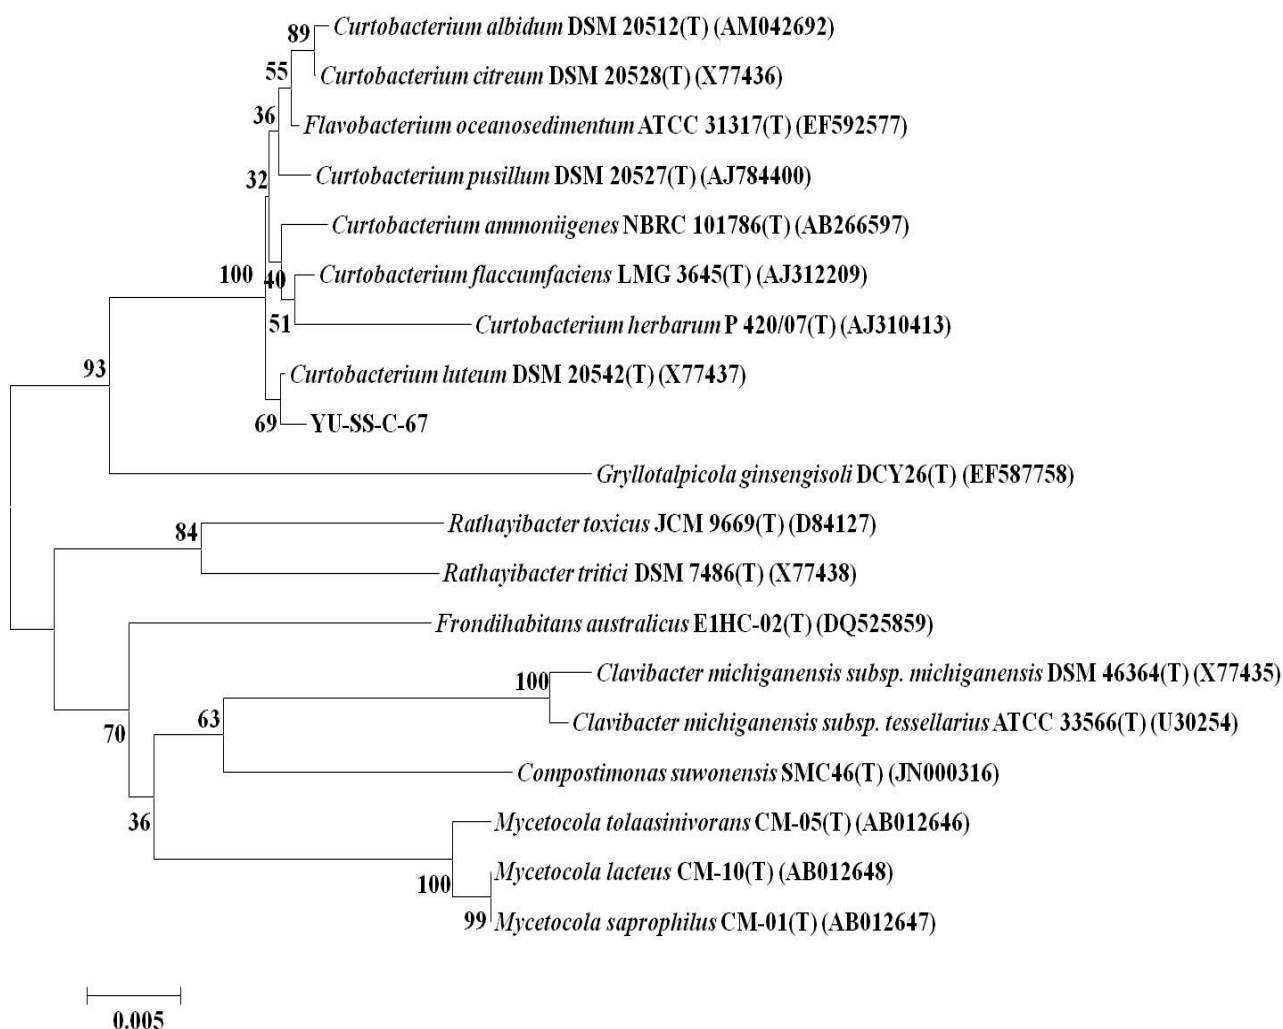 89
Curtobacterium albidum DSM 20512(T) (AM042692)
55
Curtobacterium citreum DSM 20528(T) (X77436)
36
Flavobacterium oceanosedimentum ATCC 31317(T) (EF592577)
32
Curtobacterium pusillum DSM 20527(T) (AJ784400)
Curtobacterium ammoniigenes NBRC 101786(T) (AB266597)
100
40
Curtobacterium flaccumfaciens LMG 3645(T) (AJ312209)
51
Curtobacterium herbarum P 420/07(T) (AJ310413)
93
Curtobacterium luteum DSM 20542(T) (X77437)
69
YU-SS-C-67
Gryllotalpicola ginsengisoli DCY26(T) (EF587758)
84
Rathayibacter toxicus JCM 9669(T) (D84127)
Rathayibacter tritici DSM 7486(T) (X77438)
Frondihabitans australicus E1HC-02(T) (DQ525859)
100
Clavibacter michiganensis subsp. michiganensis DSM 46364(T) (X77435)
63
Clavibacter michiganensis subsp. tessellarius ATCC 33566(T) (U30254)
70
Compostimonas suwonensis SMC46(T) (JN000316)
36
Mycetocola tolaasinivorans CM-05(T) (AB012646)
100
Mycetocola lacteus CM-10(T) (AB012648)
99
Mycetocola saprophilus CM-01(T) (AB012647)
0.005